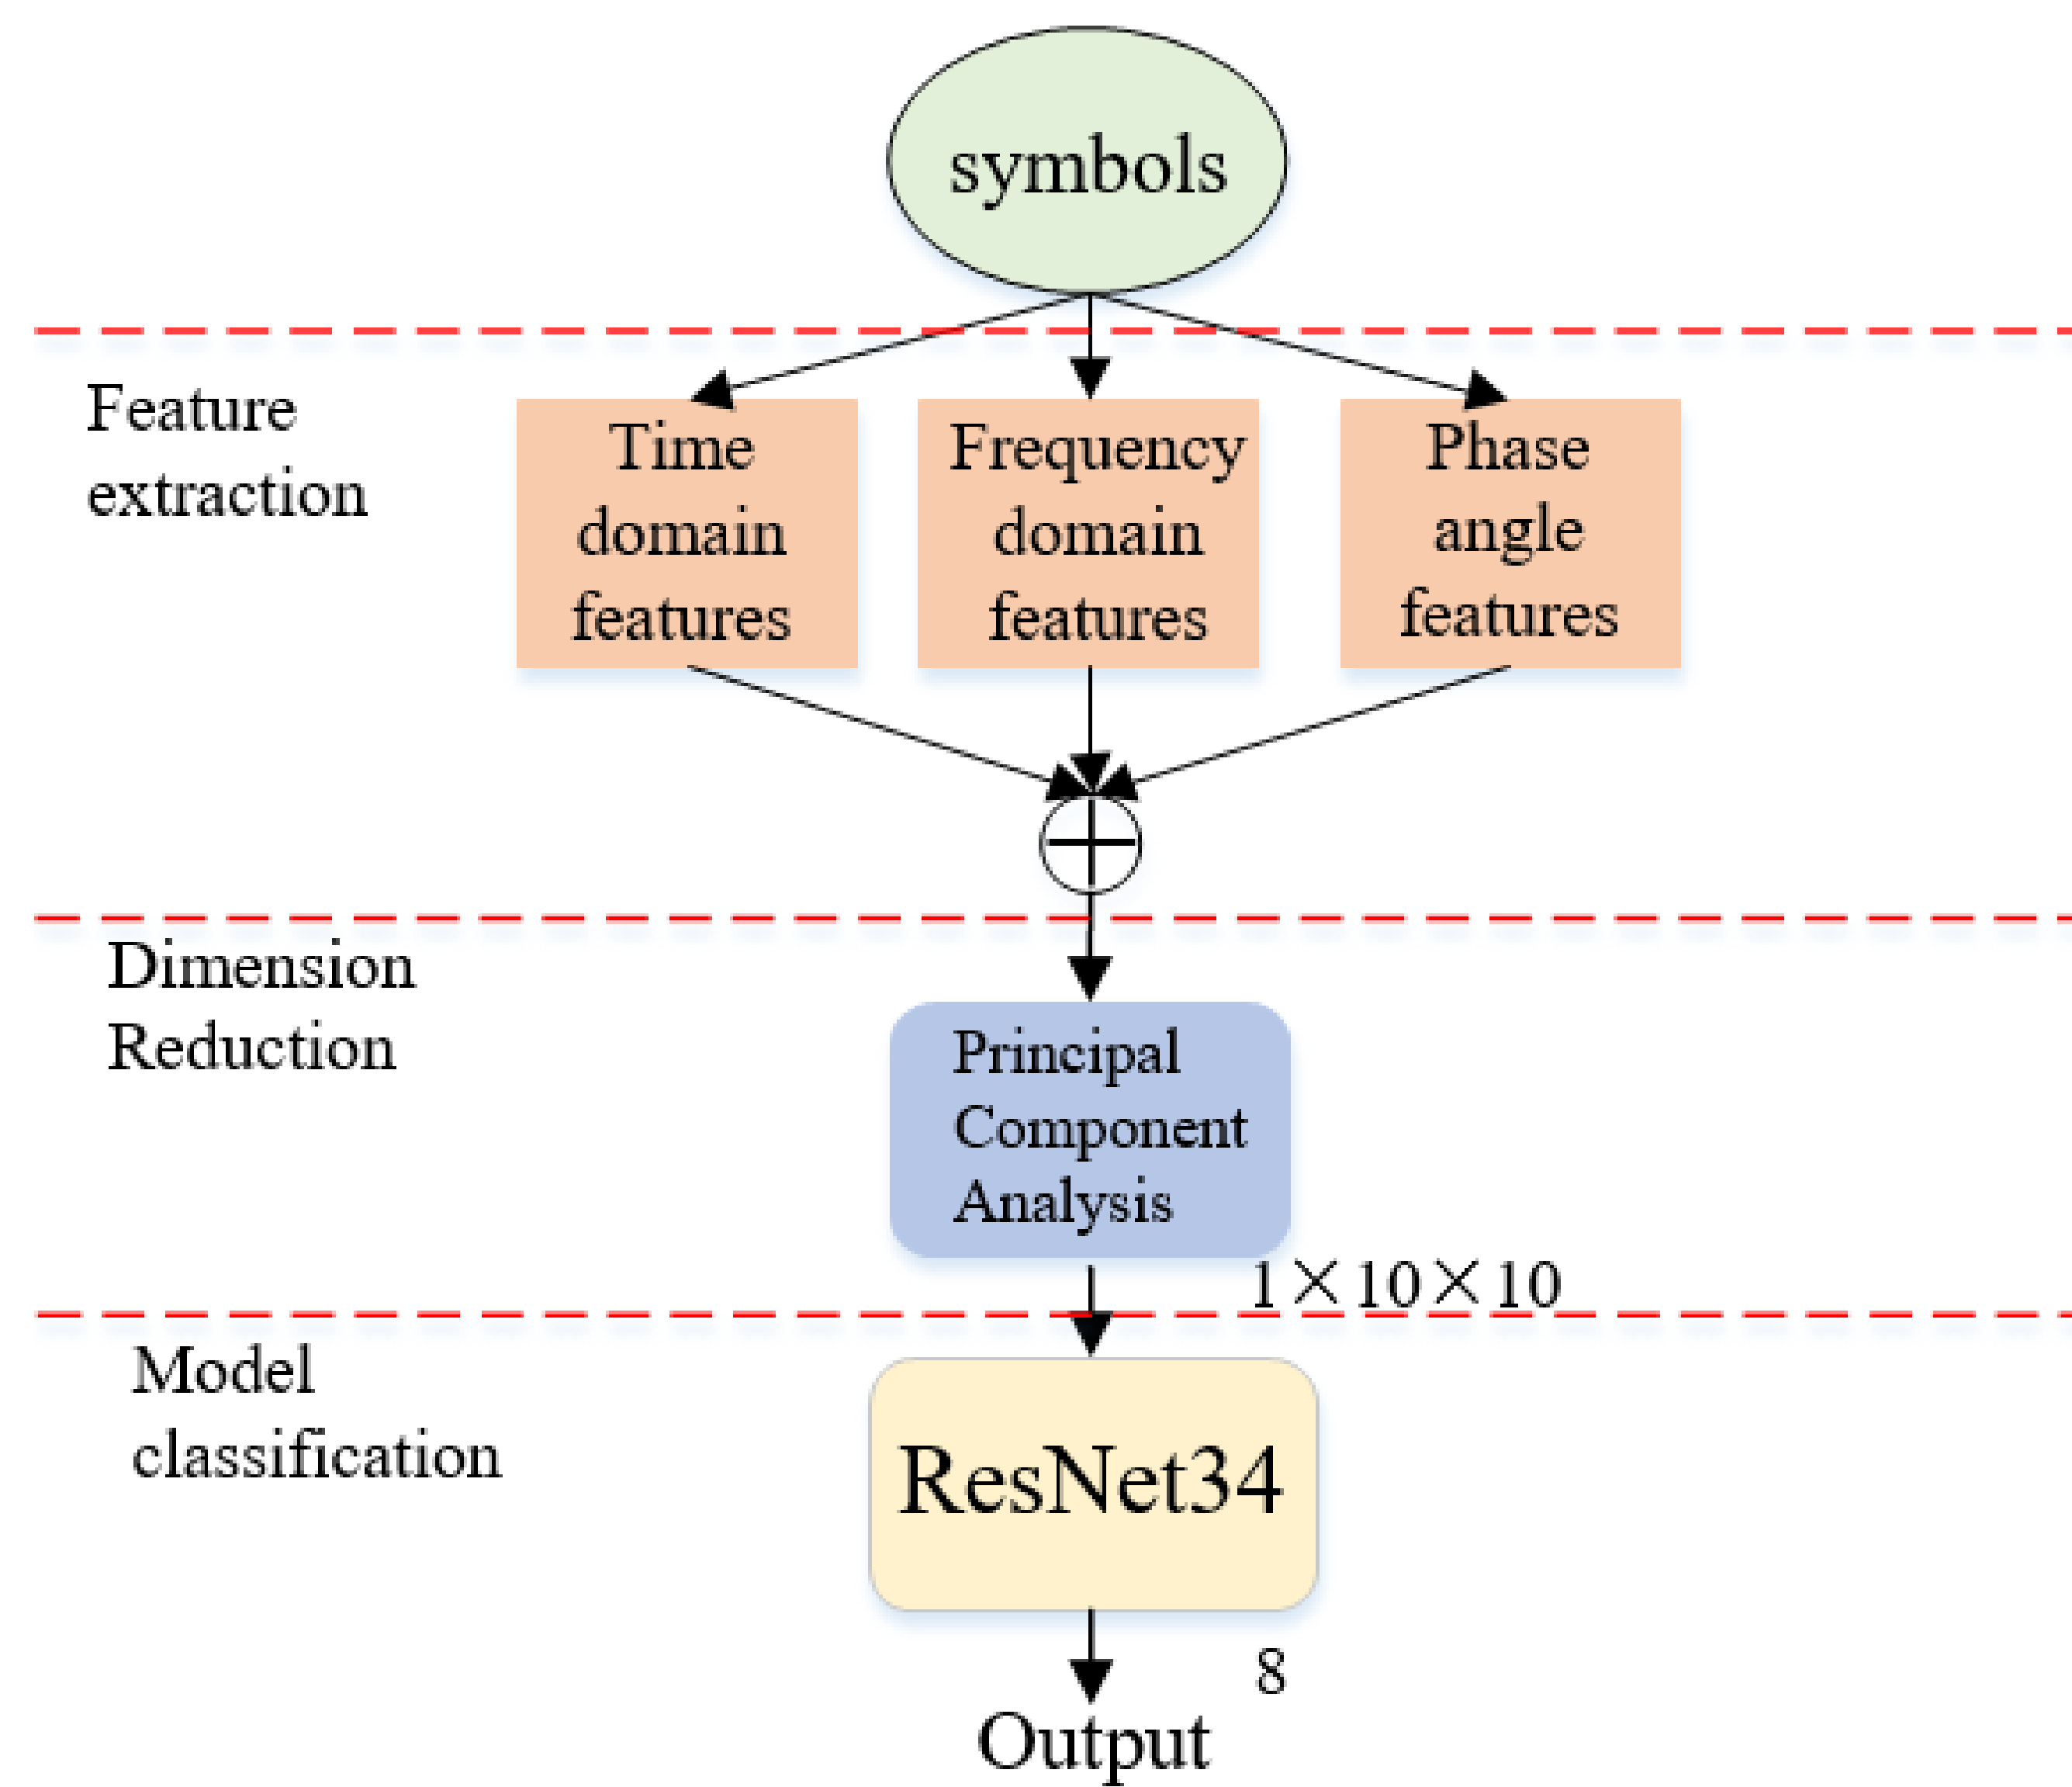 symbols
Feature
extraction
Time
domain
features
Frequency
domain
features
Phase
angle
features
Dimension
Reduction
Principal
Component
Analysis
1×10×10
Model
classification
ResNet34
8
Output